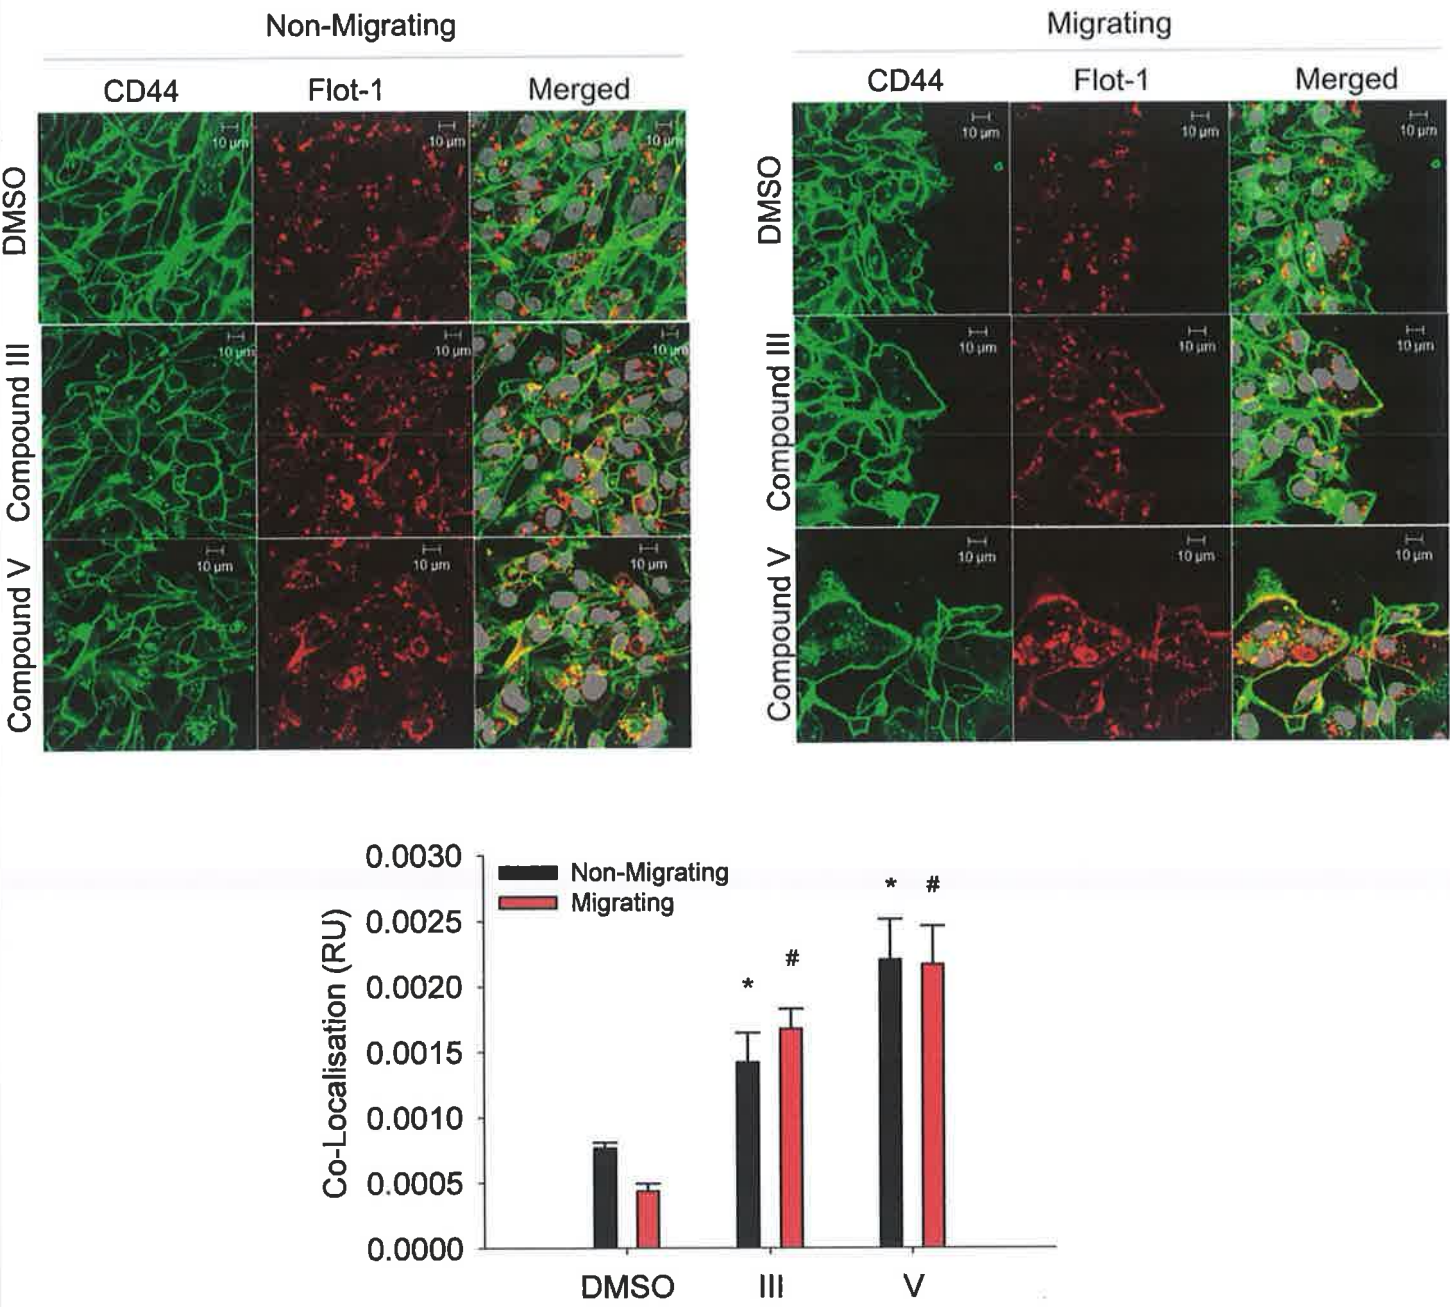 Non-Migrating
CD44 Flot-1 Merged
DMSO
10 µm 10 µm 10 µm
Compound III
10 µm 10 µm 10 µm
Compound V
10 µm 10 µm 10 µm
Migrating
CD44 Flot-1 Merged
DMSO
10 µm 10 µm 10 µm
Compound III
10 µm 10 µm 10 µm
Compound V
10 µm 10 µm 10 µm
Co-Localisation (RU)
0.0030
0.0025
0.0020
0.0015
0.0010
0.0005
0.0000
Non-Migrating
Migrating
* #
* #
DMSO III V